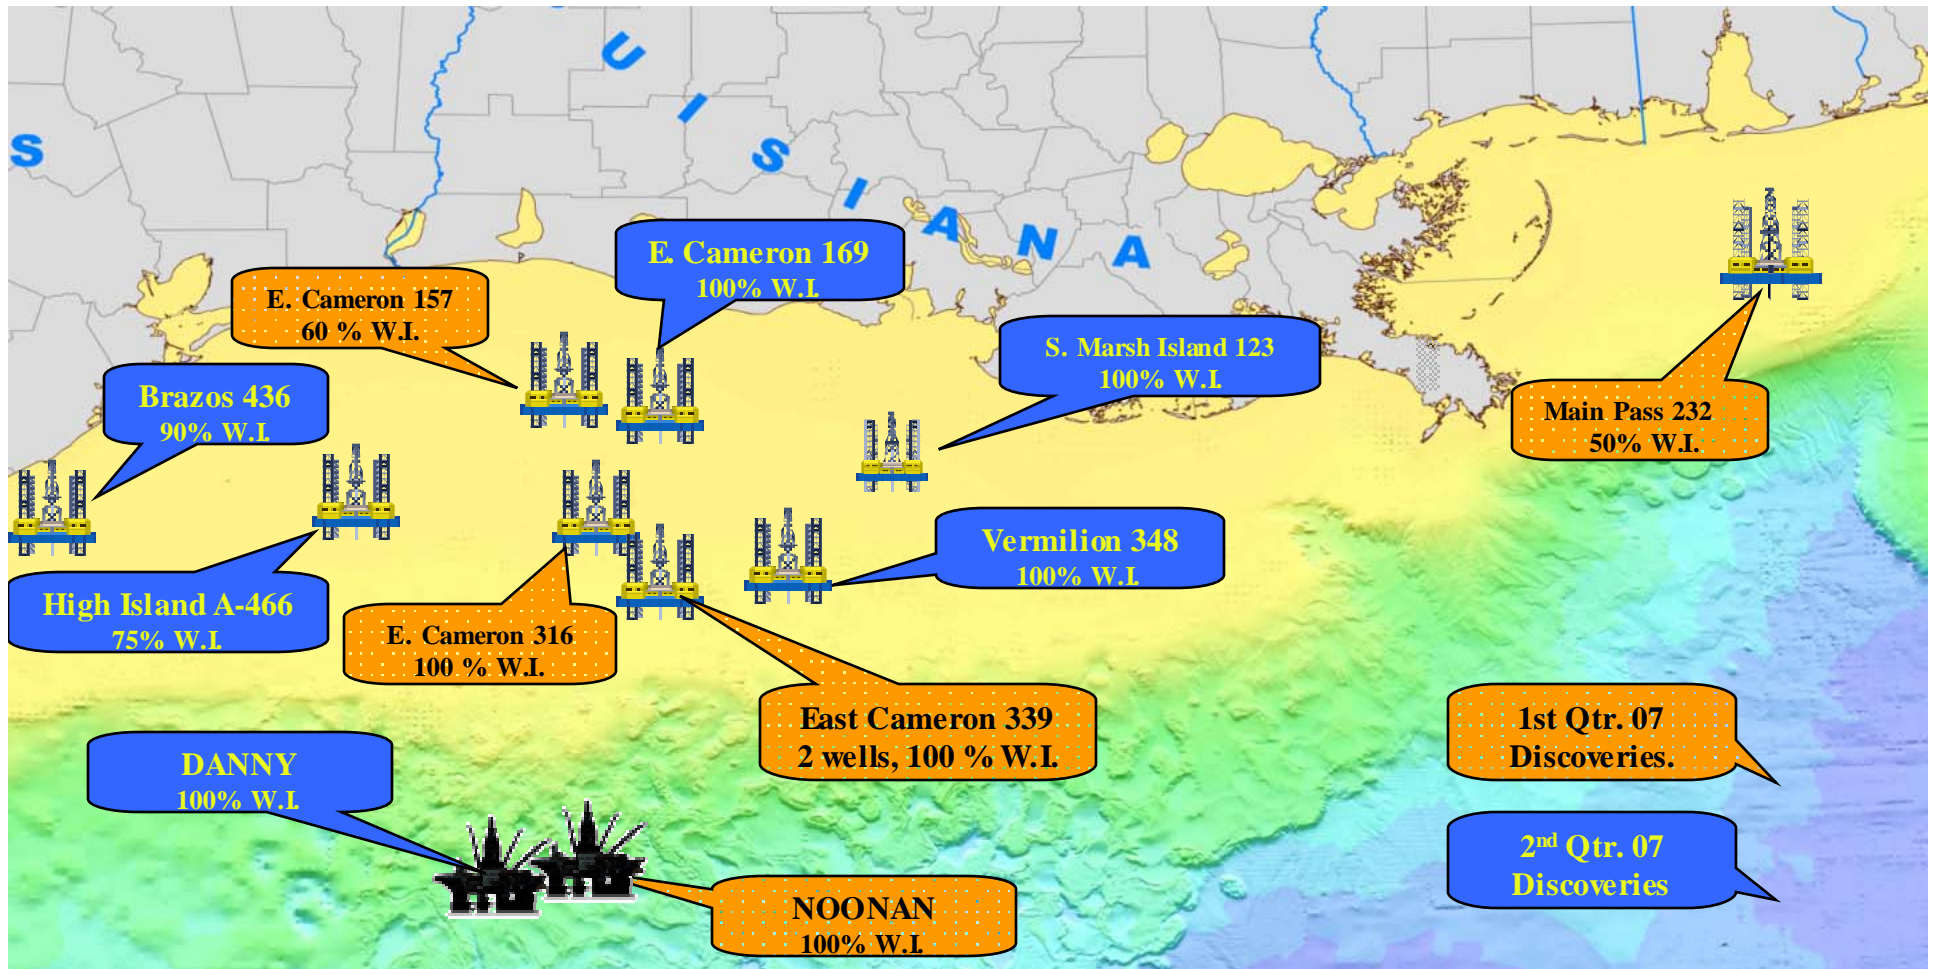 S
U I S I A N A
E. Cameron 169
100% W.I.
E. Cameron 157
60 % W.I.
S. Marsh Island 123
100% W.I.
Brazos 436
90% W.I.
Main Pass 232
50% W.I.
Vermilion 348
100% W.I.
High Island A-466
75% W.I.
E. Cameron 316
100 % W.I.
East Cameron 339
2 wells, 100 % W.I.
1st Qtr. 07
Discoveries.
DANNY
100% W.I.
2nd Qtr. 07
Discoveries
NOONAN
100% W.I.